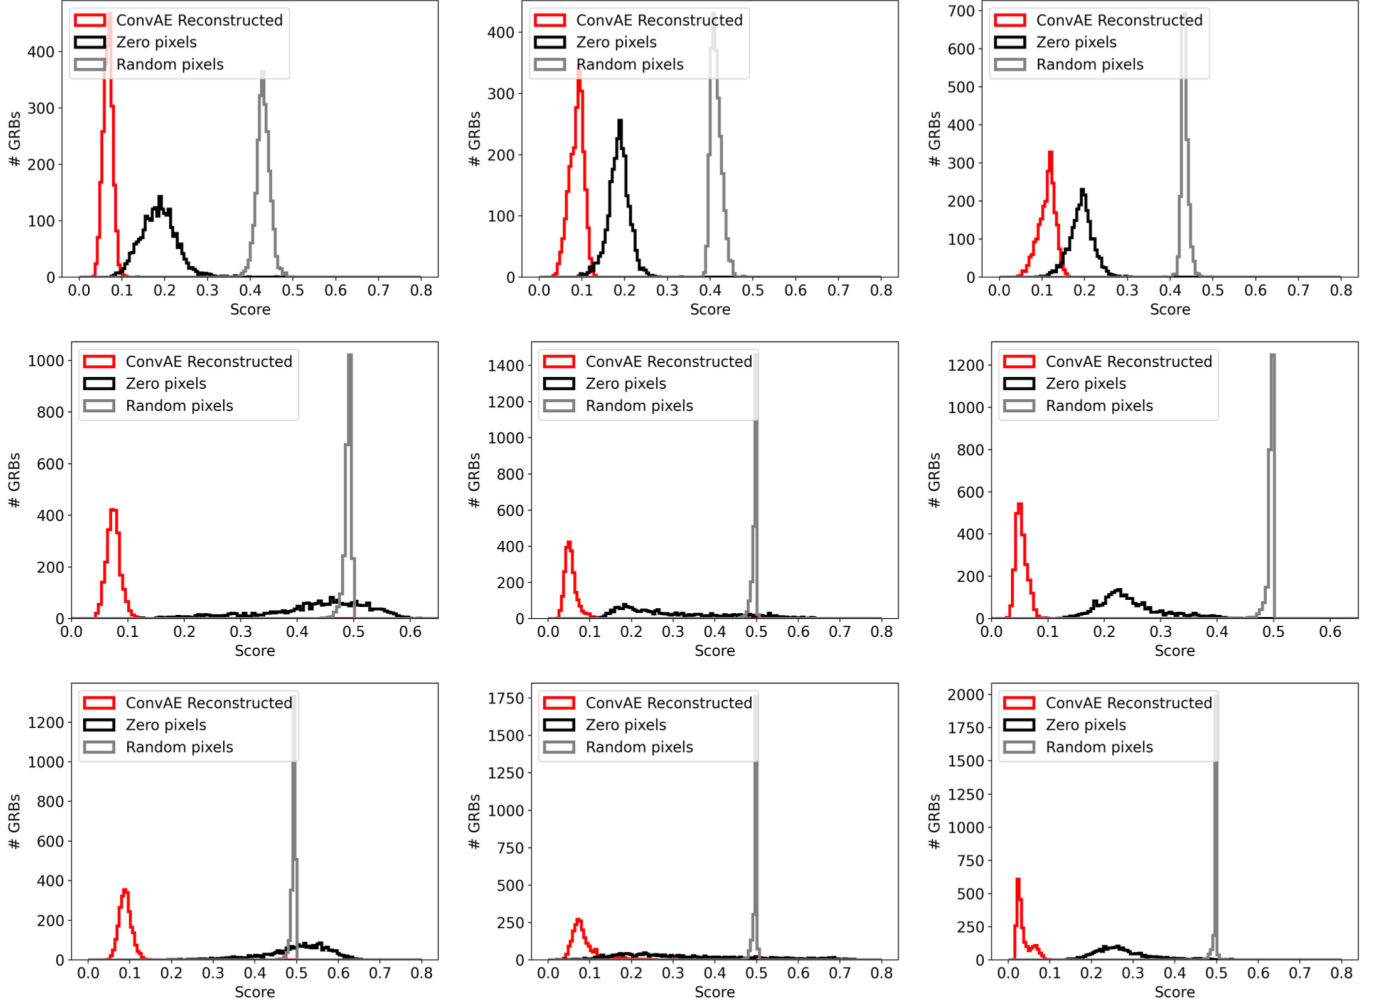 ConvAE Reconstructed
Zero pixels
Random pixels
# GRBs
400
300
200
100
0
0.0 0.1 0.2 0.3 0.4 0.5 0.6 0.7 0.8
Score
ConvAE Reconstructed
Zero pixels
Random pixels
# GRBs
400
300
200
100
0
0.0 0.1 0.2 0.3 0.4 0.5 0.6 0.7 0.8
Score
ConvAE Reconstructed
Zero pixels
Random pixels
# GRBs
700
600
500
400
300
200
100
0
0.0 0.1 0.2 0.3 0.4 0.5 0.6 0.7 0.8
Score
ConvAE Reconstructed
Zero pixels
Random pixels
# GRBs
1000
800
600
400
200
0
0.0 0.1 0.2 0.3 0.4 0.5 0.6
Score
ConvAE Reconstructed
Zero pixels
Random pixels
# GRBs
1400
1200
1000
800
600
400
200
0
0.0 0.1 0.2 0.3 0.4 0.5 0.6 0.7 0.8
Score
ConvAE Reconstructed
Zero pixels
Random pixels
# GRBs
1200
1000
800
600
400
200
0
0.0 0.1 0.2 0.3 0.4 0.5 0.6
Score
ConvAE Reconstructed
Zero pixels
Random pixels
# GRBs
1200
1000
800
600
400
200
0
0.0 0.1 0.2 0.3 0.4 0.5 0.6 0.7 0.8
Score
ConvAE Reconstructed
Zero pixels
Random pixels
# GRBs
1750
1500
1250
1000
750
500
250
0
0.0 0.1 0.2 0.3 0.4 0.5 0.6 0.7 0.8
Score
ConvAE Reconstructed
Zero pixels
Random pixels
# GRBs
2000
1750
1500
1250
1000
750
500
250
0
0.0 0.1 0.2 0.3 0.4 0.5 0.6 0.7 0.8
Score